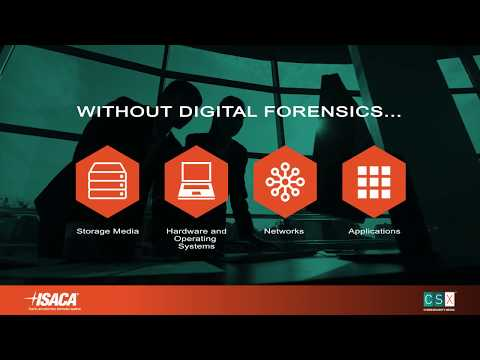 WITHOUT DIGITAL FORENSICS...
Storage Media
Hardware and
Operating
Systems
Networks
Applications
ISACA®
CSX